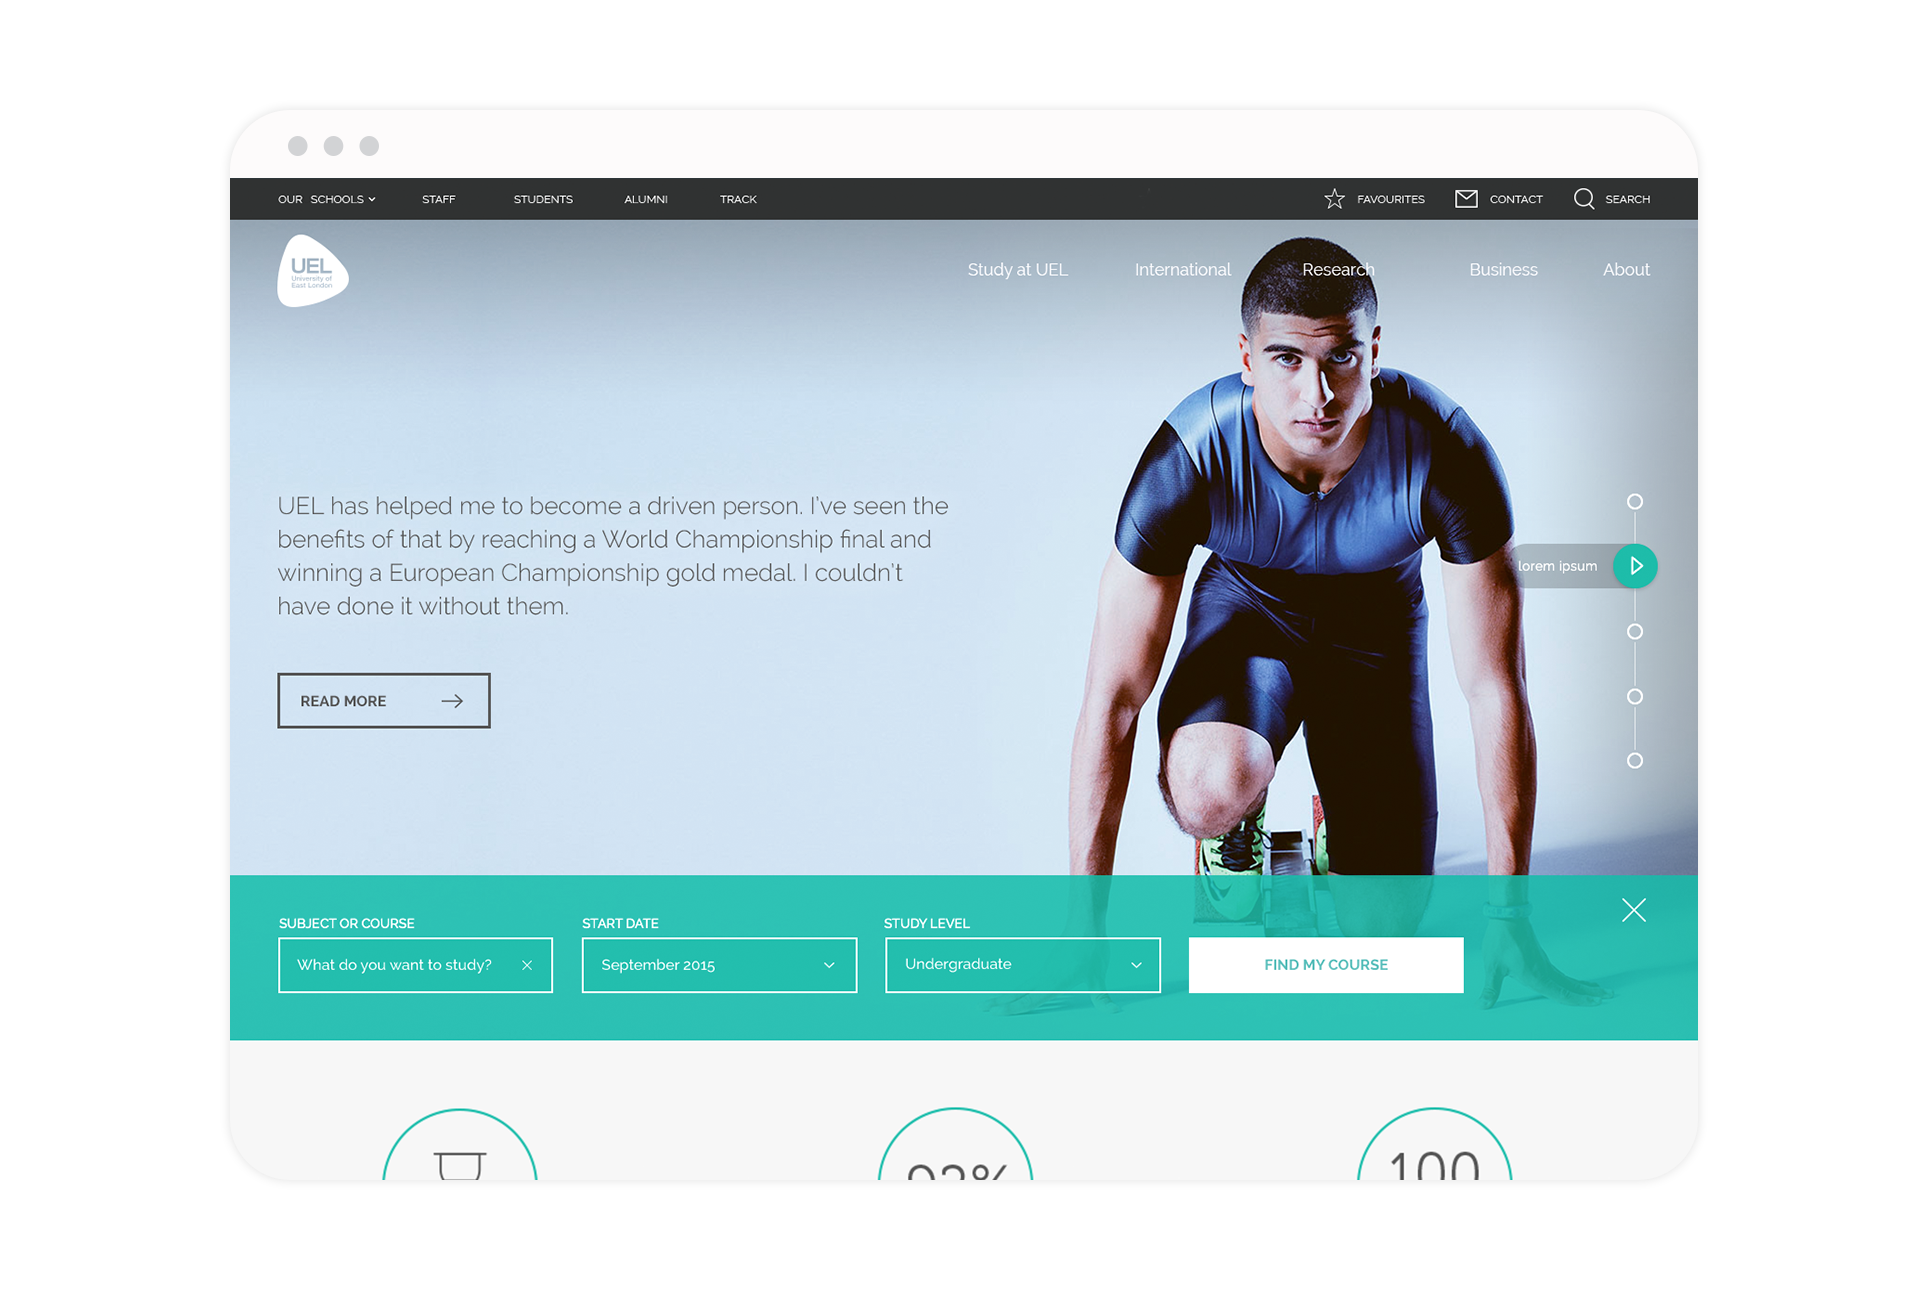 OUR SCHOOLS
STAFF
STUDENTS
ALUMNI
TRACK
FAVOURITES
CONTACT
SEARCH
UEL
University of
East London
Study at UEL
International
Research
Business
About
UEL has helped me to become a driven person. I've seen the
benefits of that by reaching a World Championship final and
winning a European Championship gold medal. I couldn't
have done it without them.
READ MORE
lorem ipsum
SUBJECT OR COURSE
What do you want to study?
START DATE
September 2015
STUDY LEVEL
Undergraduate
FIND MY COURSE
100